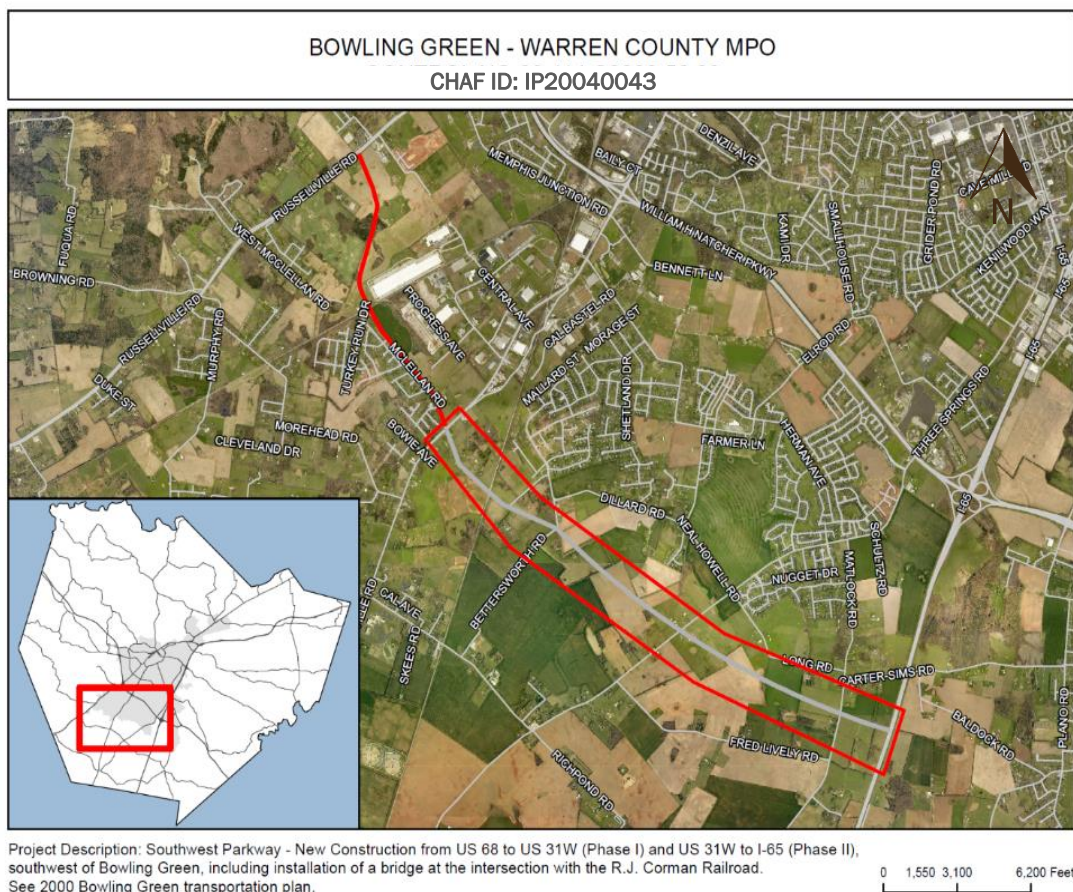 BOWLING GREEN - WARREN COUNTY MPO
CHAF ID: IP20040043
DENZIL AVE
BAILY CT
MEMPHIS JUNCTION RD
CAVE MILL RD
N
RUSSELLVILLE RD
FUQUA RD
WEST MCCLELLAN RD
WILLIAM H NATCHER PKWY
KAMI DR
SMALLHOUSE RD
GRIDER POND RD
KENILWOOD WAY
I-65
BROWNING RD
CENTRAL AVE
BENNETT LN
I-65
PROGRESS AVE
CAL BASTEL RD
RUSSELLVILLE RD
MURPHY RD
TURKEY RUN DR
MCLELLAN RD
MALLARD ST
MORAGE ST
ELROD RD
I-65
DUKE ST
SHETLAND DR
THREE SPRINGS RD
MOREHEAD RD
BOWIE AVE
HERMAN AVE
CLEVELAND DR
FARMER LN
I-65
DILLARD RD
NEAL HOWELL RD
BETTERSWORTH RD
SCHULTZ RD
NUGGET DR
MATLOCK RD
CAL AVE
SKEES RD
LONG RD
CARTER-SIMS RD
BALDOCK RD
PLANO RD
FRED LIVELY RD
RICHPOND RD
Project Description: Southwest Parkway - New Construction from US 68 to US 31W (Phase I) and US 31W to I-65 (Phase II),
southwest of Bowling Green, including installation of a bridge at the intersection with the R.J. Corman Railroad.
See 2000 Bowling Green transportation plan.
0 1,550 3,100 6,200 Feet